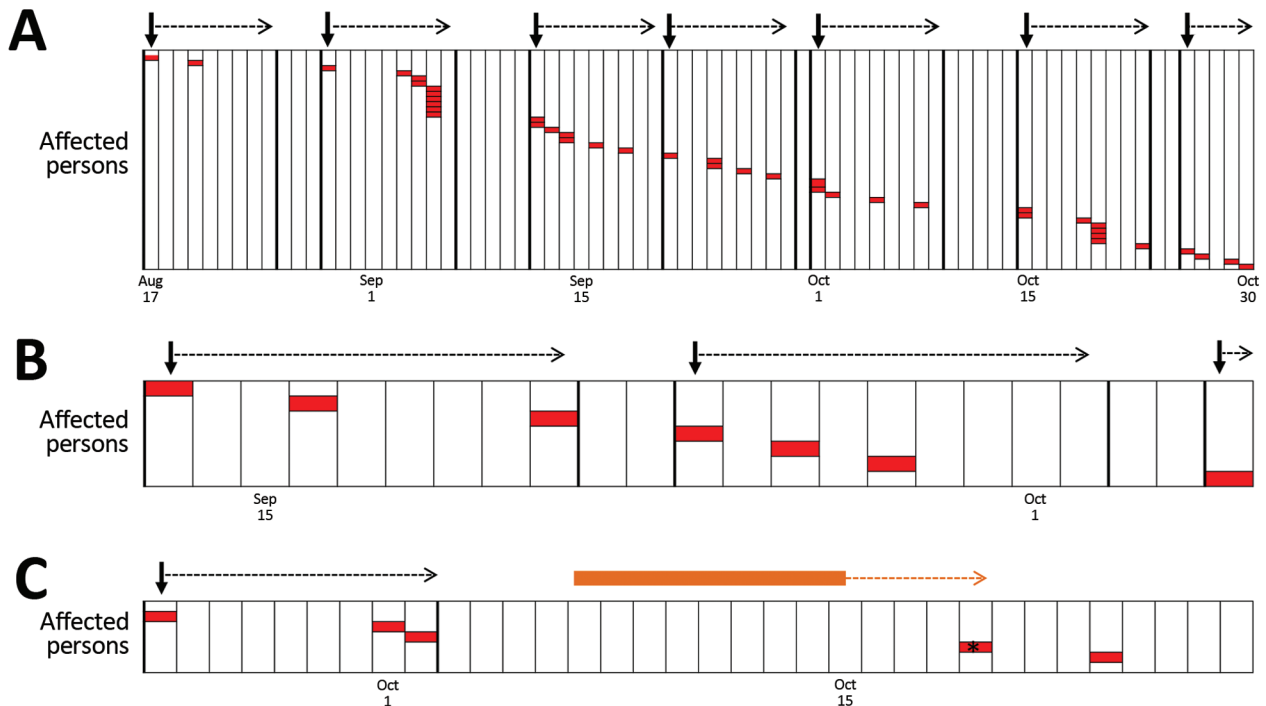 A
Affected
persons
Aug
17
Sep
1
Sep
15
Oct
1
Oct
15
Oct
30
B
Affected
persons
Sep
15
Oct
1
C
Affected
persons
*
Oct
1
Oct
15